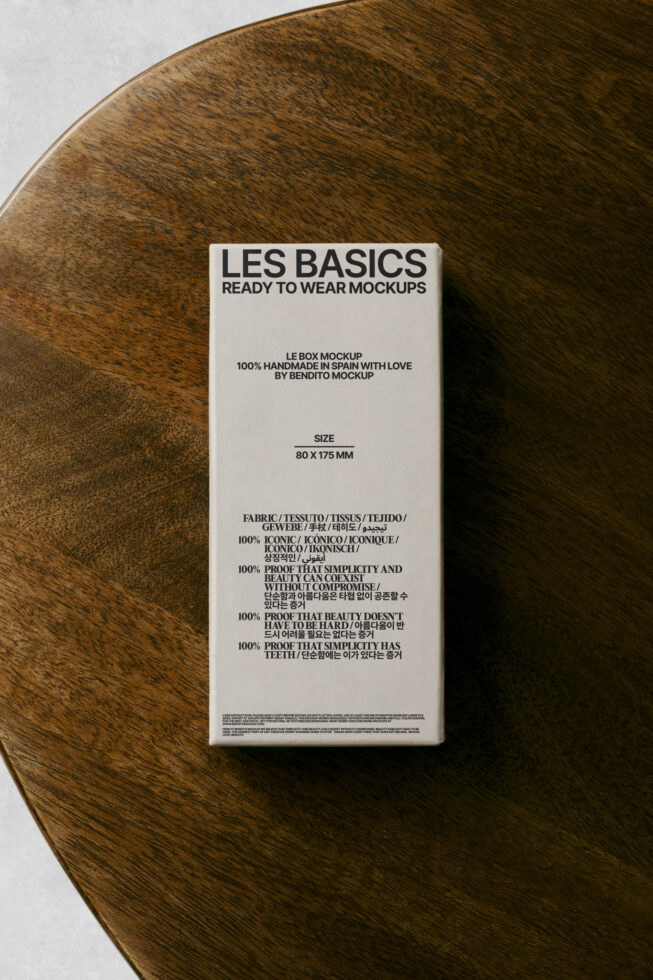 LES BASICS
READY TO WEAR MOCKUPS
LE BOX MOCKUP
100% HANDMADE IN SPAIN WITH LOVE
BY BENDITO MOCKUP
SIZE
80 X 175 MM
FABRIC / TESSUTO / TISSUS / TEJIDO /
GEWEBE / 手杖 / 테히도 / تيجيدو
100% ICONIC / ICÓNICO / ICONIQUE /
ICONICO / IKONISCH /
상징적인 / أيقوني
100% PROOF THAT SIMPLICITY AND
BEAUTY CAN COEXIST
WITHOUT COMPROMISE /
단순함과 아름다움은 타협 없이 공존할 수
있다는 증거
100% PROOF THAT BEAUTY DOESN'T
HAVE TO BE HARD / 아름다움이 반
드시 어려울 필요는 없다는 증거
100% PROOF THAT SIMPLICITY HAS
TEETH / 단순함에는 이가 있다는 증거